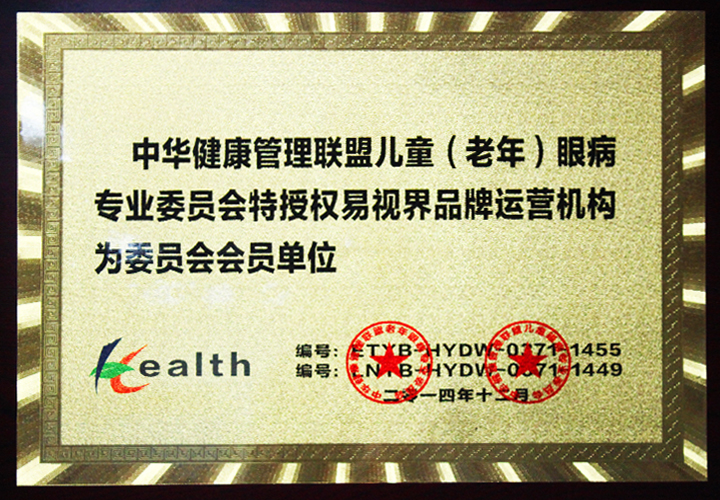 中华健康管理联盟儿童（老年）眼病
专业委员会特授权易视界品牌运营机构
为委员会会员单位
Health
编号：ETYB-HYDW-0371-1455
编号：LNYB-HYDW-0371-1449
二零一四年十二月